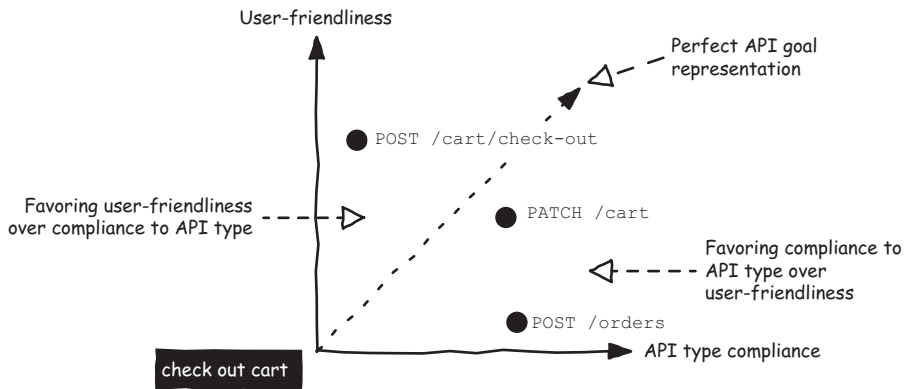 User-friendliness
Perfect API goal
representation
POST /cart/check-out
Favoring user-friendliness
over compliance to API type
PATCH /cart
Favoring compliance to
API type over
user-friendliness
POST /orders
API type compliance
check out cart